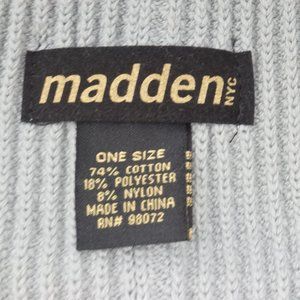 madden NYC
ONE SIZE
74% COTTON
18% POLYESTER
8% NYLON
MADE IN CHINA
RN# 98072